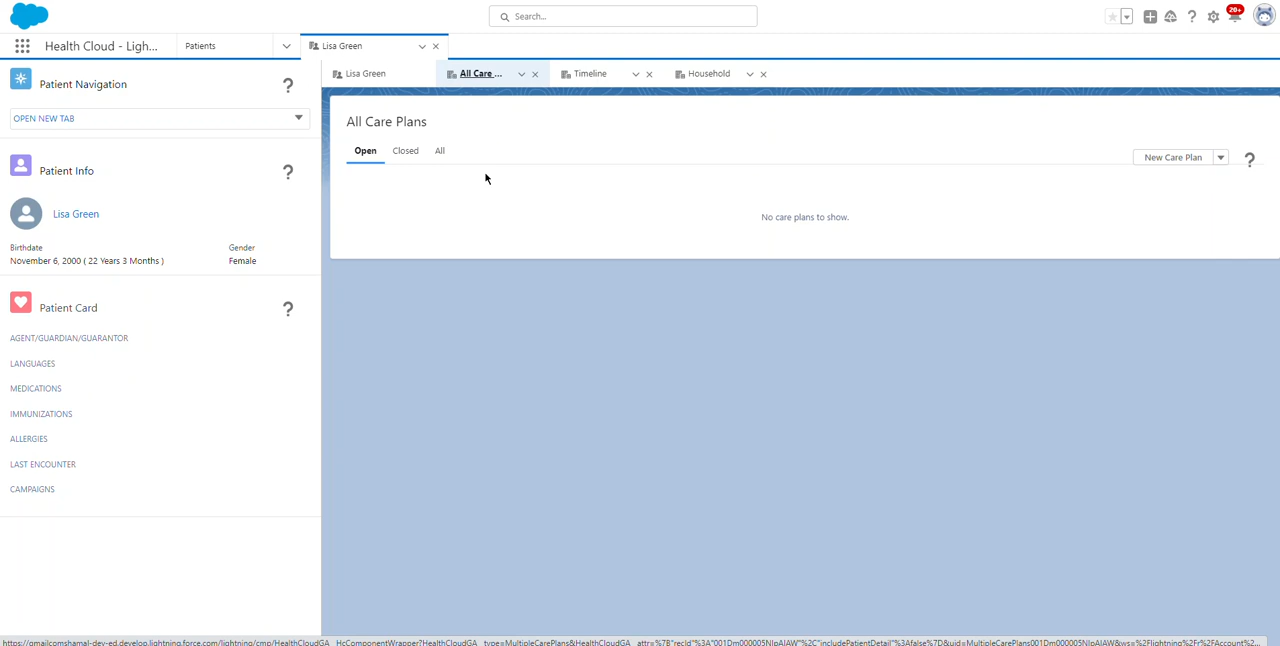 Search...
20+
Health Cloud - Ligh...
Patients
Lisa Green
Patient Navigation
OPEN NEW TAB
Patient Info
Lisa Green
Birthdate
Gender
November 6, 2000 ( 22 Years 3 Months )
Female
Patient Card
AGENT/GUARDIAN/GUARANTOR
LANGUAGES
MEDICATIONS
IMMUNIZATIONS
ALLERGIES
LAST ENCOUNTER
CAMPAIGNS
Lisa Green
All Care ...
Timeline
Household
All Care Plans
Open
Closed
All
New Care Plan
No care plans to show.